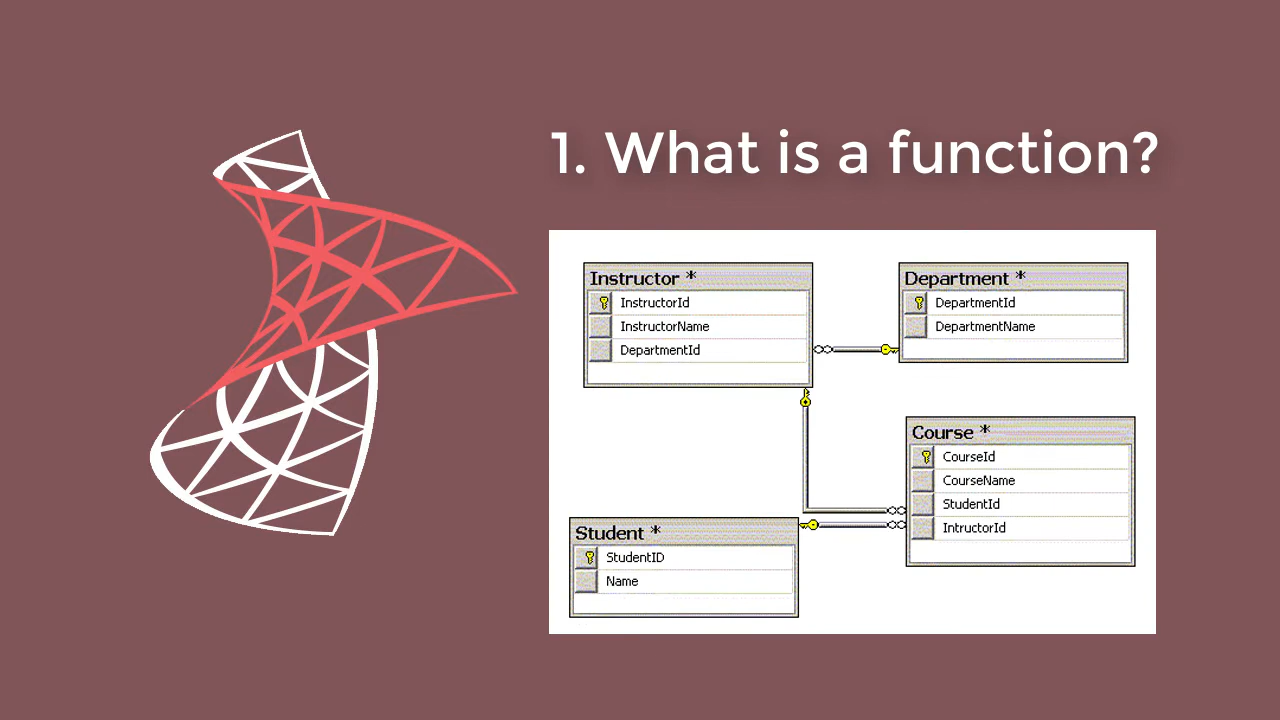 1. What is a function?
Instructor *
InstructorId
InstructorName
DepartmentId
Department *
DepartmentId
DepartmentName
Course *
CourseId
CourseName
StudentId
IntructorId
Student *
StudentID
Name